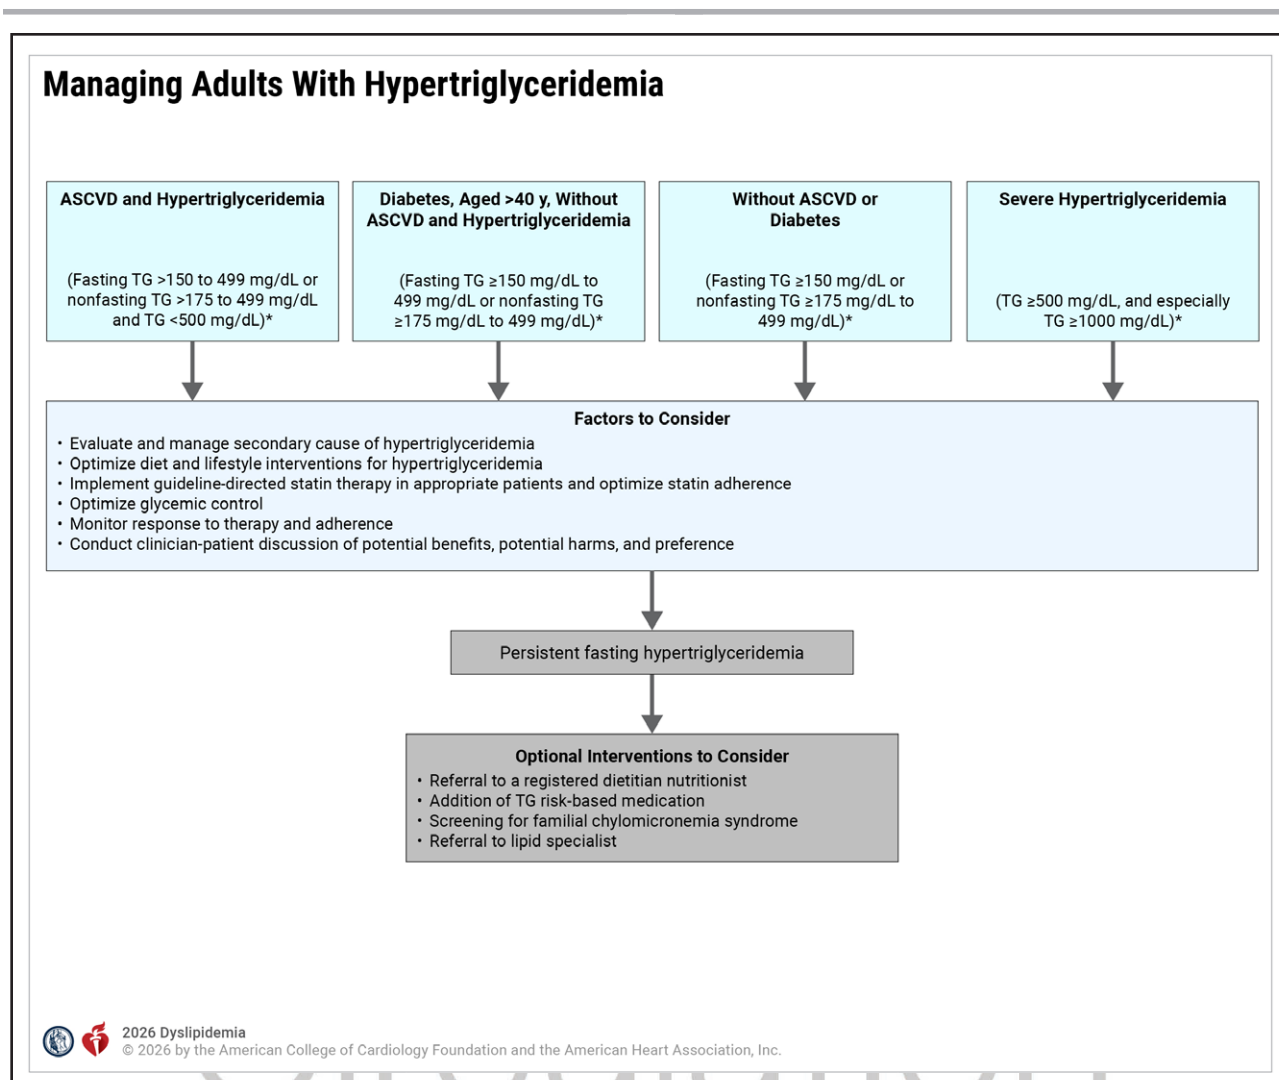 Managing Adults With Hypertriglyceridemia
ASCVD and Hypertriglyceridemia
(Fasting TG >150 to 499 mg/dL or
nonfasting TG >175 to 499 mg/dL
and TG <500 mg/dL)*
Diabetes, Aged >40 y, Without
ASCVD and Hypertriglyceridemia
(Fasting TG ≥150 mg/dL to
499 mg/dL or nonfasting TG
≥175 mg/dL to 499 mg/dL)*
Without ASCVD or
Diabetes
(Fasting TG ≥150 mg/dL or
nonfasting TG ≥175 mg/dL to
499 mg/dL)*
Severe Hypertriglyceridemia
(TG ≥500 mg/dL, and especially
TG ≥1000 mg/dL)*
Factors to Consider
• Evaluate and manage secondary cause of hypertriglyceridemia
• Optimize diet and lifestyle interventions for hypertriglyceridemia
• Implement guideline-directed statin therapy in appropriate patients and optimize statin adherence
• Optimize glycemic control
• Monitor response to therapy and adherence
• Conduct clinician-patient discussion of potential benefits, potential harms, and preference
Persistent fasting hypertriglyceridemia
Optional Interventions to Consider
• Referral to a registered dietitian nutritionist
• Addition of TG risk-based medication
• Screening for familial chylomicronemia syndrome
• Referral to lipid specialist
2026 Dyslipidemia
© 2026 by the American College of Cardiology Foundation and the American Heart Association, Inc.